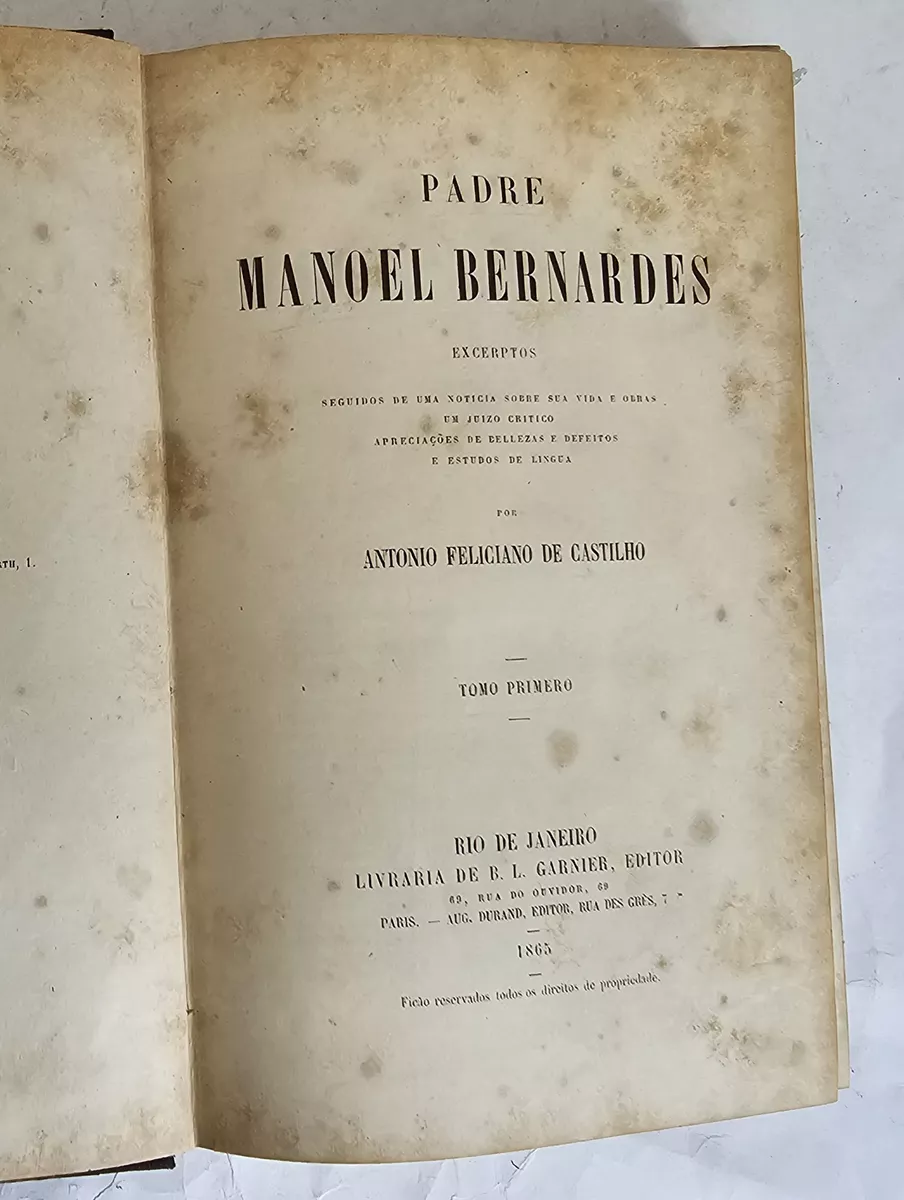 RTH, 1.
PADRE
MANOEL BERNARDES
EXCERPTOS
SEGUIDOS DE UMA NOTICIA SOBRE SUA VIDA E OBRAS
UM JUIZO CRITICO
APRECIAÇÕES DE BELLEZAS E DEFEITOS
E ESTUDOS DE LINGUA
POR
ANTONIO FELICIANO DE CASTILHO
TOMO PRIMERO
RIO DE JANEIRO
LIVRARIA DE B. L. GARNIER, EDITOR
69, RUA DO OUVIDOR, 69
PARIS. — AUG. DURAND, EDITOR, RUA DES GRÈS, 7
1865
Ficão reservados todos os direitos de propriedade.